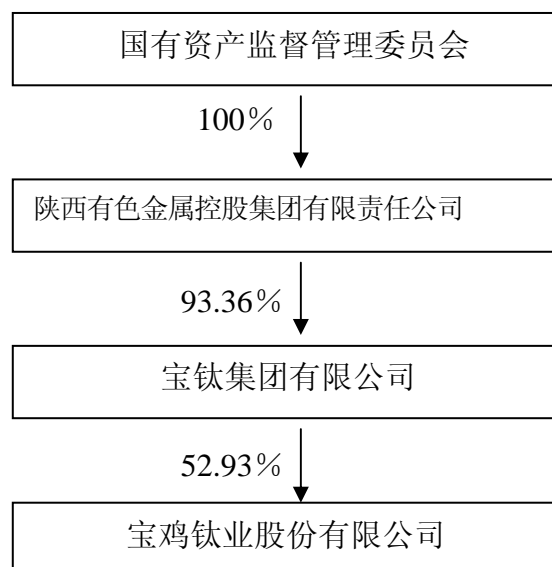 国有资产监督管理委员会
100％
陕西有色金属控股集团有限责任公司
93.36％
宝钛集团有限公司
52.93％
宝鸡钛业股份有限公司